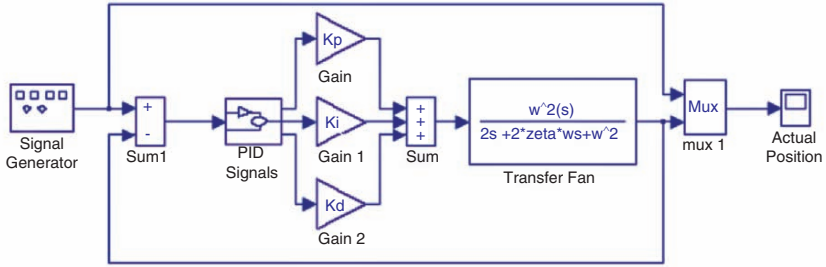 Signal
Generator
+
-
Sum1
PID
Signals
Kp
Gain
Ki
Gain 1
Kd
Gain 2
+
+
+
Sum
w^2(s)
2s +2*zeta*ws+w^2
Transfer Fan
Mux
mux 1
Actual
Position